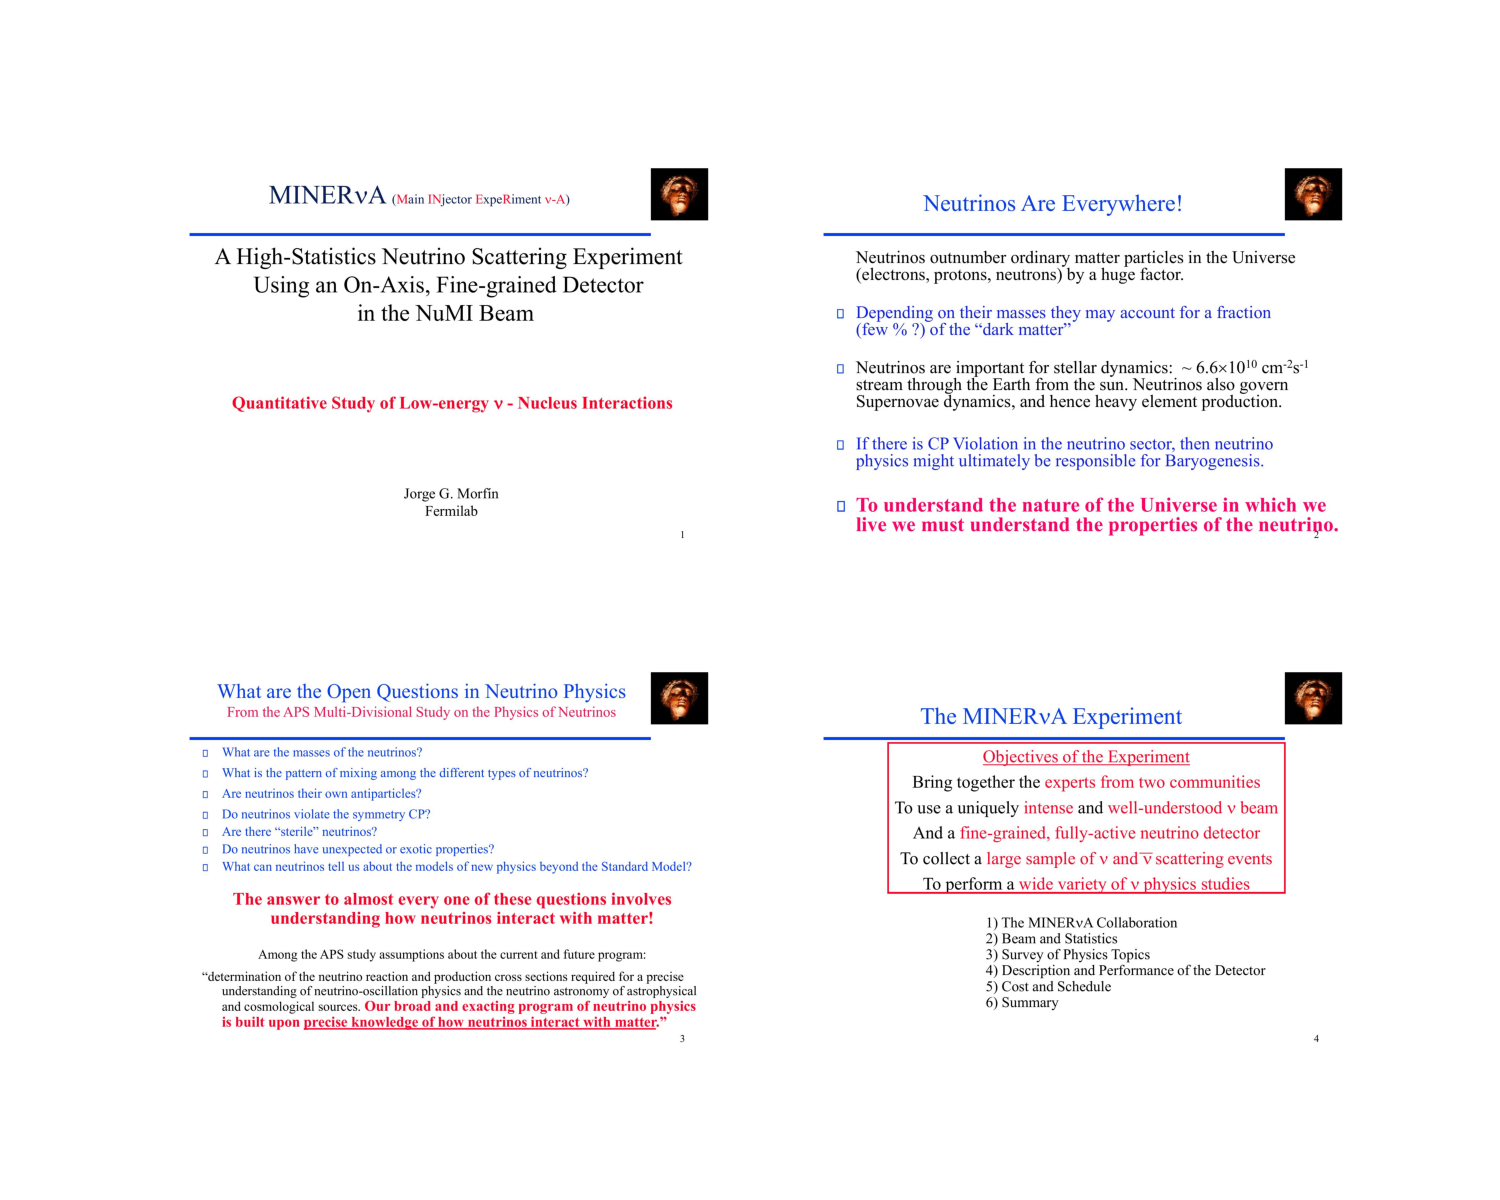 MINERνA (Main INjector ExpeRiment ν-A)
A High-Statistics Neutrino Scattering Experiment
Using an On-Axis, Fine-grained Detector
in the NuMI Beam
Quantitative Study of Low-energy ν - Nucleus Interactions
Jorge G. Morfín
Fermilab
1
Neutrinos Are Everywhere!
Neutrinos outnumber ordinary matter particles in the Universe
(electrons, protons, neutrons) by a huge factor.
Depending on their masses they may account for a fraction
(few % ?) of the “dark matter”
Neutrinos are important for stellar dynamics: ~ 6.6×10¹⁰ cm⁻²s⁻¹
stream through the Earth from the sun. Neutrinos also govern
Supernovae dynamics, and hence heavy element production.
If there is CP Violation in the neutrino sector, then neutrino
physics might ultimately be responsible for Baryogenesis.
To understand the nature of the Universe in which we
live we must understand the properties of the neutrino.
2
What are the Open Questions in Neutrino Physics
From the APS Multi-Divisional Study on the Physics of Neutrinos
What are the masses of the neutrinos?
What is the pattern of mixing among the different types of neutrinos?
Are neutrinos their own antiparticles?
Do neutrinos violate the symmetry CP?
Are there “sterile” neutrinos?
Do neutrinos have unexpected or exotic properties?
What can neutrinos tell us about the models of new physics beyond the Standard Model?
The answer to almost every one of these questions involves
understanding how neutrinos interact with matter!
Among the APS study assumptions about the current and future program:
“determination of the neutrino reaction and production cross sections required for a precise
understanding of neutrino-oscillation physics and the neutrino astronomy of astrophysical
and cosmological sources. Our broad and exacting program of neutrino physics
is built upon precise knowledge of how neutrinos interact with matter.”
3
The MINERνA Experiment
Objectives of the Experiment
Bring together the experts from two communities
To use a uniquely intense and well-understood ν beam
And a fine-grained, fully-active neutrino detector
To collect a large sample of ν and ν̅ scattering events
To perform a wide variety of ν physics studies
1) The MINERνA Collaboration
2) Beam and Statistics
3) Survey of Physics Topics
4) Description and Performance of the Detector
5) Cost and Schedule
6) Summary
4